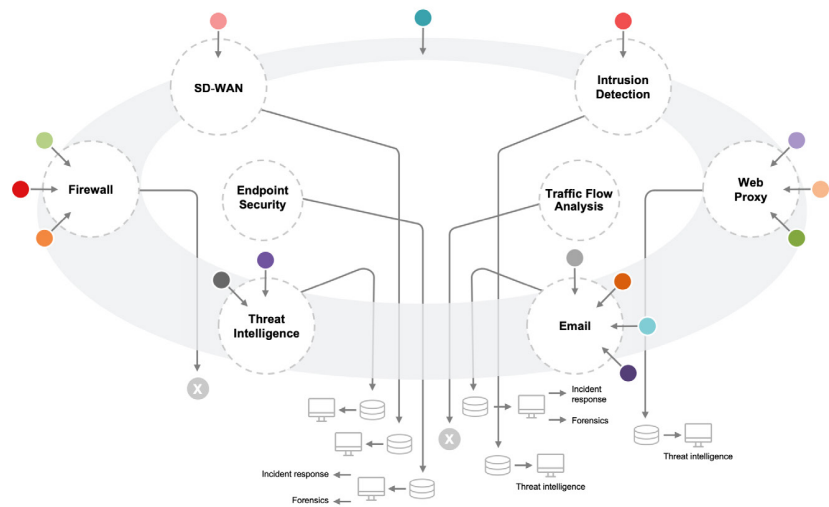 SD-WAN
Intrusion
Detection
Firewall
Endpoint
Security
Traffic Flow
Analysis
Web
Proxy
Threat
Intelligence
Email
X
Incident
response
Forensics
X
Threat intelligence
Incident response
Threat intelligence
Forensics